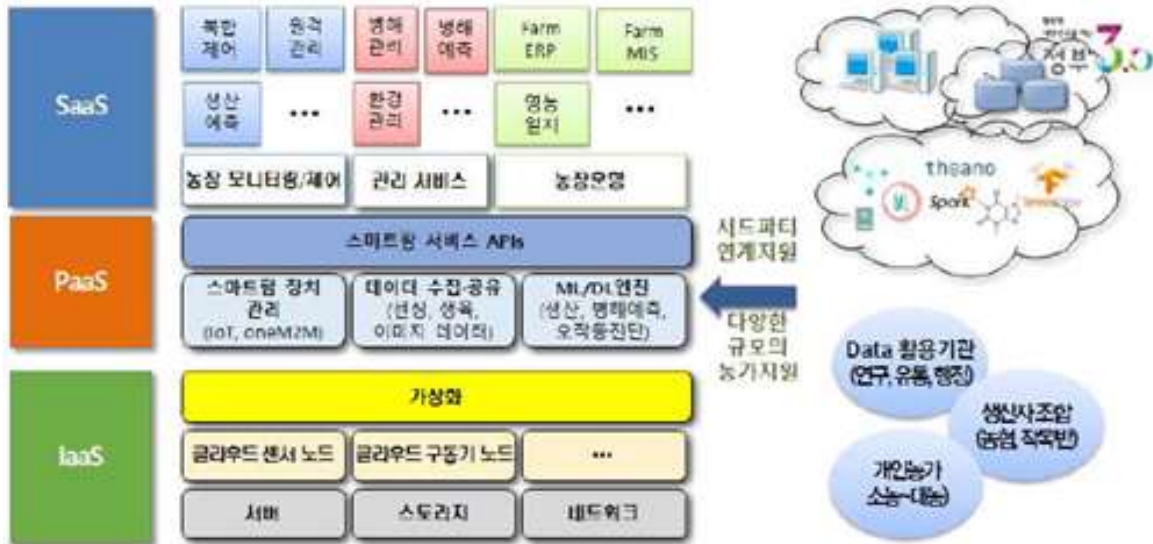 SaaS
복합
제어
원격
관리
병해
관리
병해
예측
Farm
ERP
Farm
MIS
생산
예측
...
환경
관리
...
영농
일지
...
농장 모니터링/제어
관리 서비스
농장운영
PaaS
스마트팜 서비스 APIs
스마트팜 장치
관리
(IoT, oneM2M)
데이터 수집·공유
(센싱, 생육,
이미지 데이터)
ML/DL엔진
(생산, 병해예측,
오작동진단)
IaaS
가상화
클라우드 센서 노드
클라우드 구동기 노드
...
서버
스토리지
네트워크
서드파티
연계지원
다양한
규모의
농가지원
정부3.0
theano
Spark
Data 활용기관
(연구, 유통, 행정)
생산자조합
(농협, 작목반)
개인농가
소농~대농)